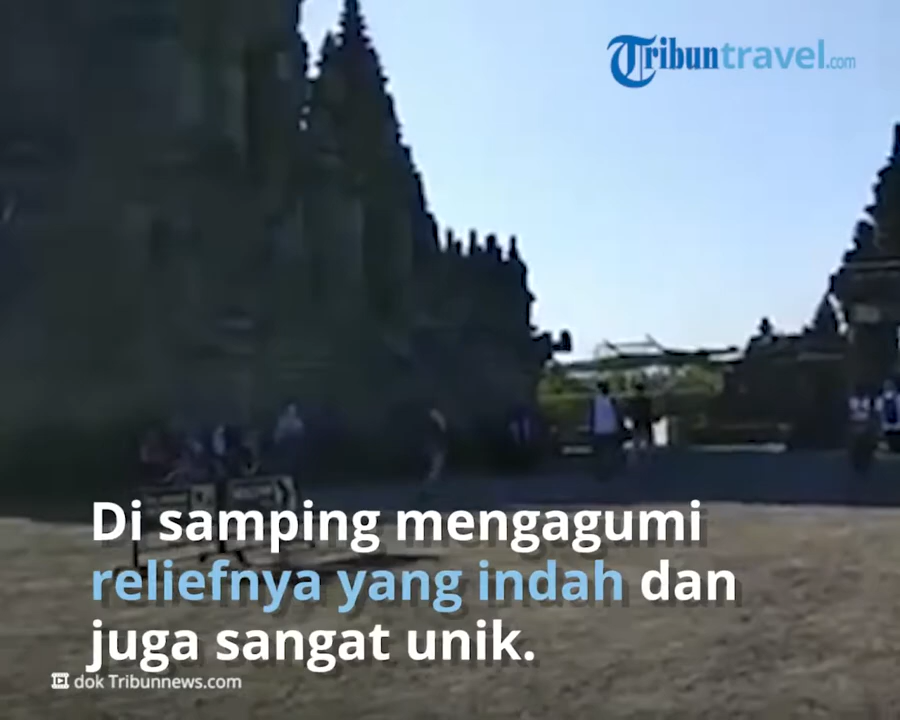 Tribuntravel.com
Di samping mengagumi
reliefnya yang indah dan
juga sangat unik.
dok Tribunnews.com